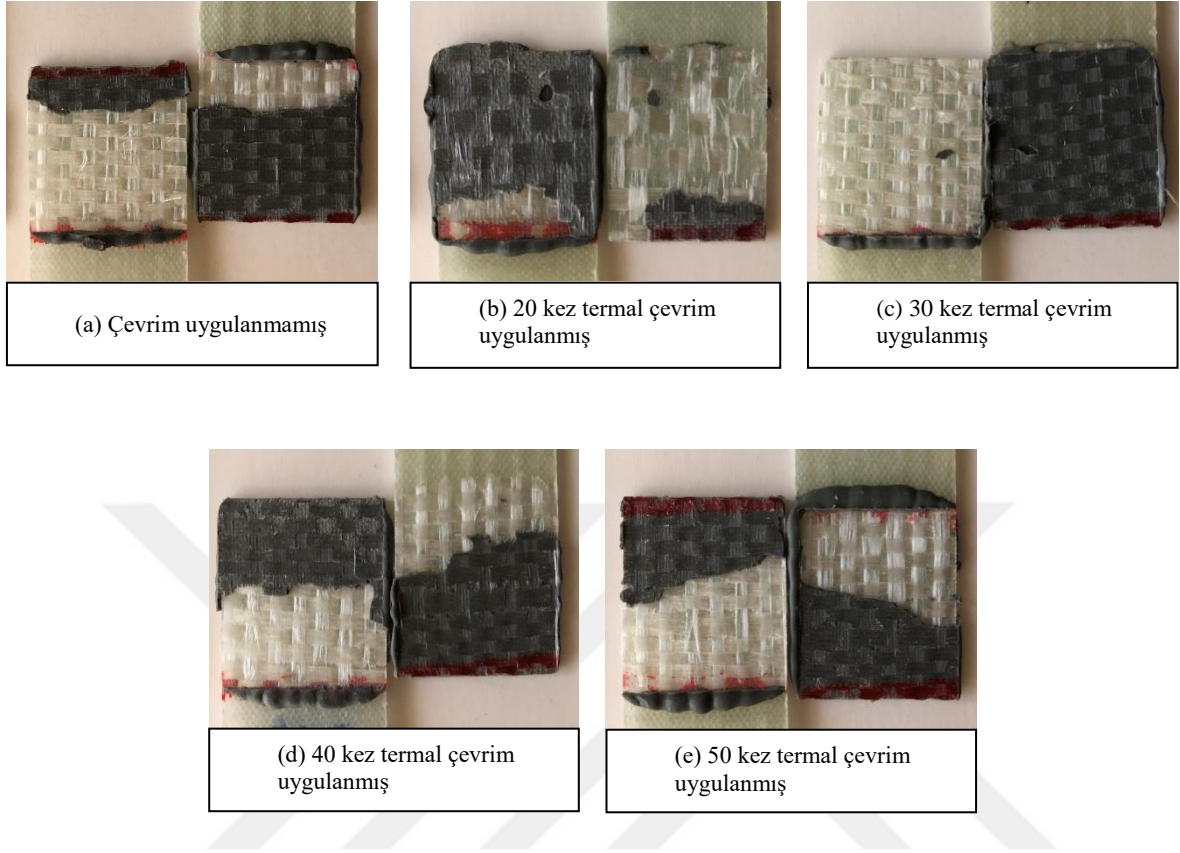 (a) Çevrim uygulanmamış
(b) 20 kez termal çevrim
uygulanmış
(c) 30 kez termal çevrim
uygulanmış
(d) 40 kez termal çevrim
uygulanmış
(e) 50 kez termal çevrim
uygulanmış